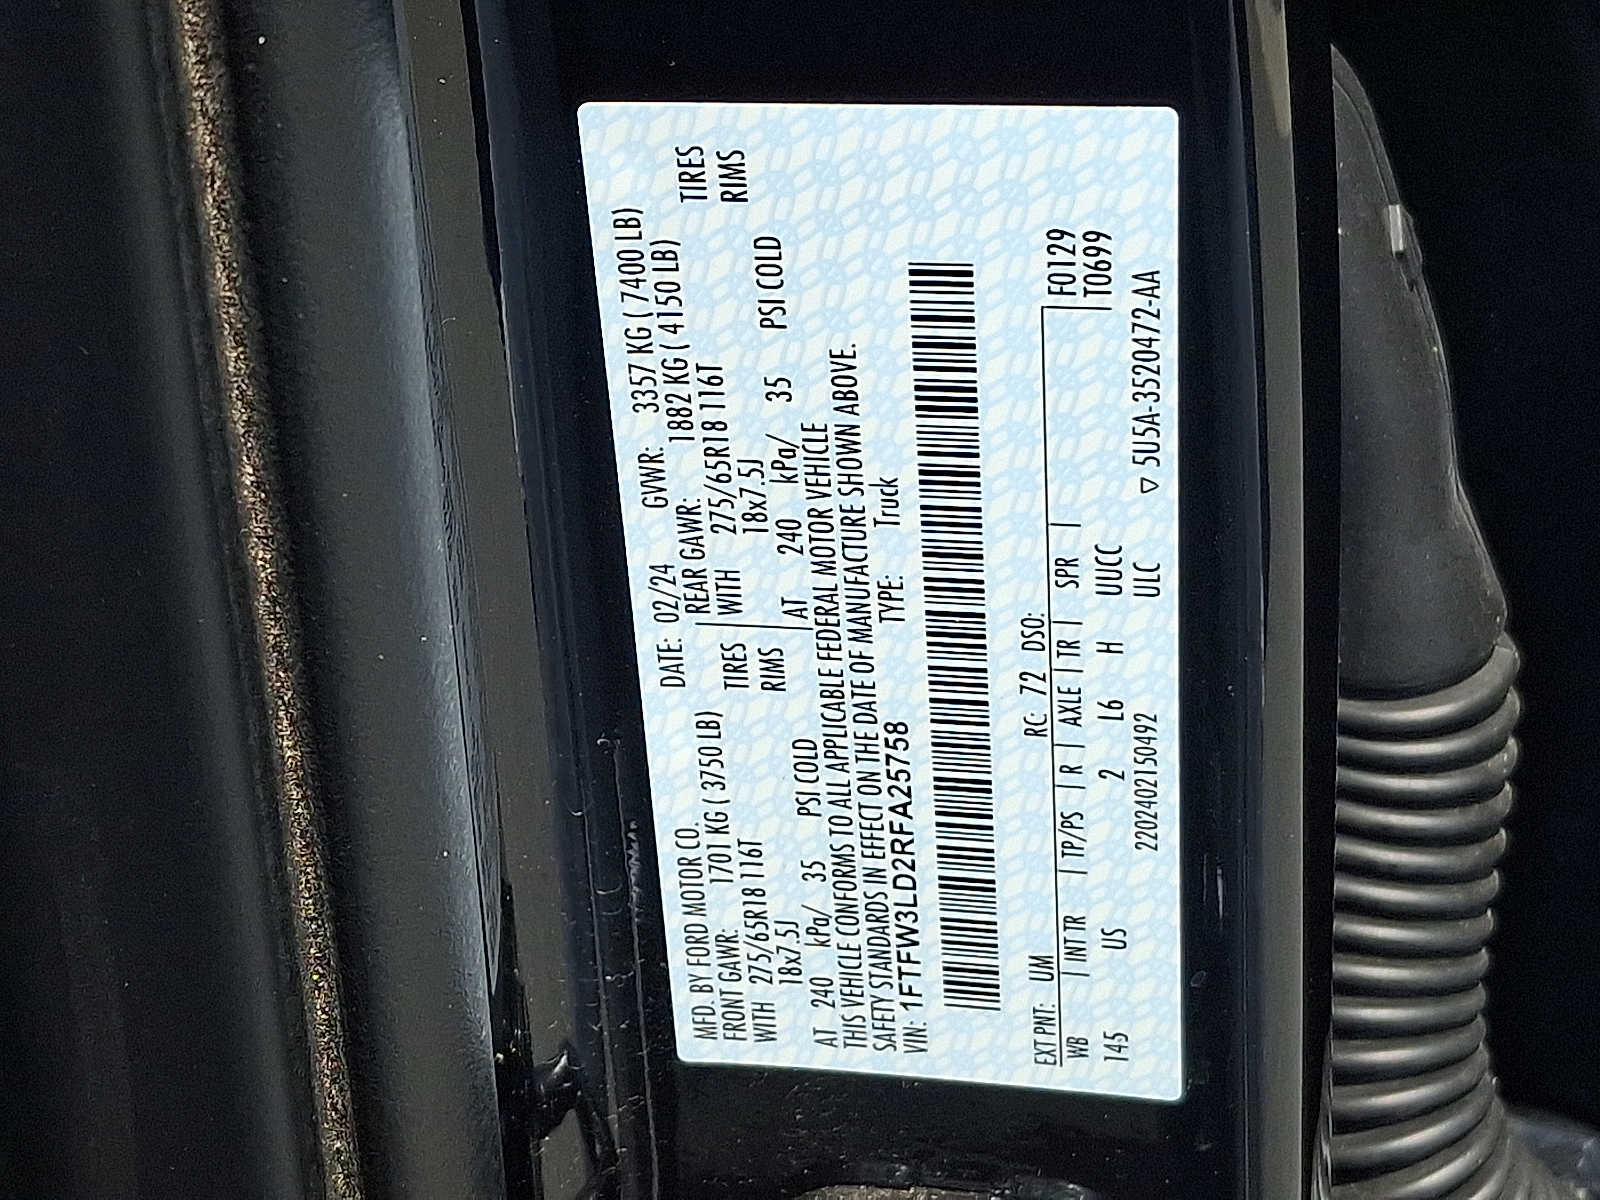 MFD. BY FORD MOTOR CO. DATE: 02/24 GVWR: 3357 KG ( 7400 LB)
FRONT GAWR: 1701 KG ( 3750 LB) REAR GAWR: 1882 KG ( 4150 LB)
WITH 275/65R18 116T TIRES WITH 275/65R18 116T TIRES
18x7.5J RIMS 18x7.5J RIMS
AT 240 kPa/ 35 PSI COLD AT 240 kPa/ 35 PSI COLD
THIS VEHICLE CONFORMS TO ALL APPLICABLE FEDERAL MOTOR VEHICLE
SAFETY STANDARDS IN EFFECT ON THE DATE OF MANUFACTURE SHOWN ABOVE.
VIN: 1FTFW3LD2RFA25758 TYPE: Truck
EXT PNT: UM RC: 72 DSO: F0129
WB INT TR TP/PS R AXLE TR SPR T0699
145 US 2 L6 H UUCC
2202402150492 ULC ▽ 5U5A-3520472-AA